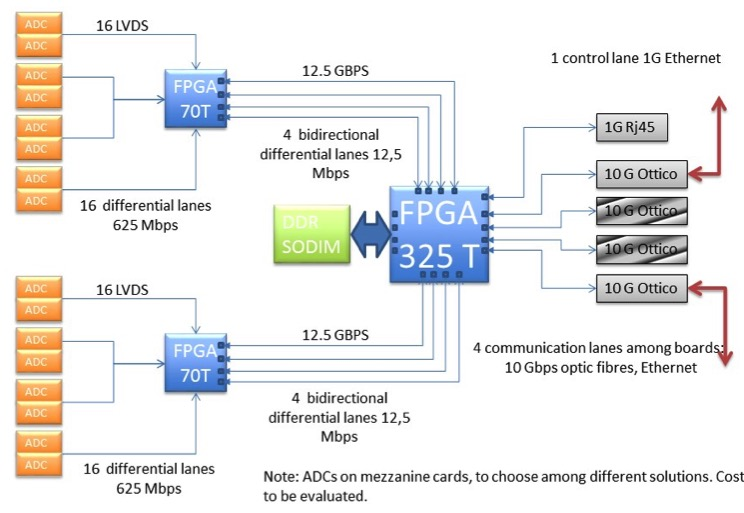 ADC
ADC
ADC
ADC
ADC
ADC
ADC
ADC
16 LVDS
FPGA
70T
16 differential lanes
625 Mbps
12.5 GBPS
4 bidirectional
differential lanes 12,5
Mbps
1 control lane 1G Ethernet
1G Rj45
10 G Ottico
10 G Ottico
10 G Ottico
10 G Ottico
DDR
SODIM
FPGA
325 T
4 communication lanes among boards:
10 Gbps optic fibres, Ethernet
ADC
ADC
ADC
ADC
ADC
ADC
ADC
ADC
16 LVDS
FPGA
70T
16 differential lanes
625 Mbps
12.5 GBPS
4 bidirectional
differential lanes 12,5
Mbps
Note: ADCs on mezzanine cards, to choose among different solutions. Cost
to be evaluated.